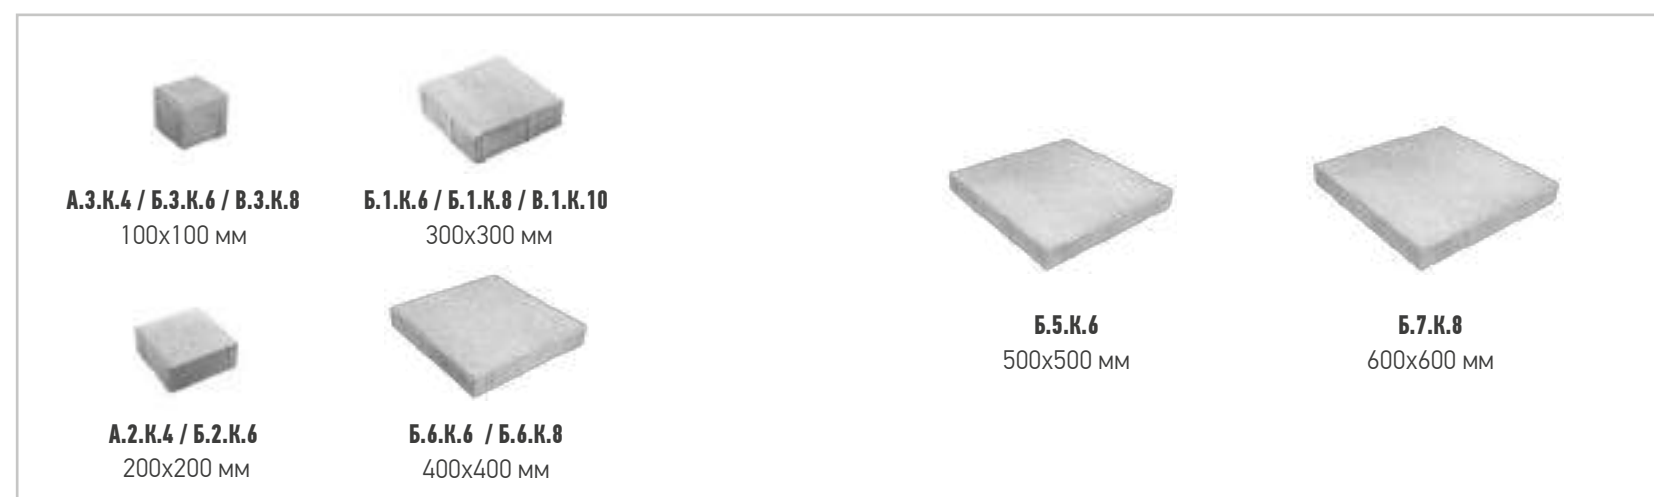 А.3.К.4 / Б.3.К.6 / В.3.К.8
100х100 мм
Б.1.К.6 / Б.1.К.8 / В.1.К.10
300х300 мм
А.2.К.4 / Б.2.К.6
200х200 мм
Б.6.К.6 / Б.6.К.8
400х400 мм
Б.5.К.6
500х500 мм
Б.7.К.8
600х600 мм